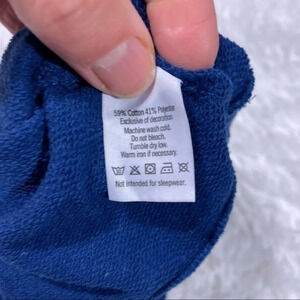 59% Cotton 41% Polyester
Exclusive of decoration
Machine wash cold.
Do not bleach.
Tumble dry low.
Warm iron if necessary.
Not intended for sleepwear.